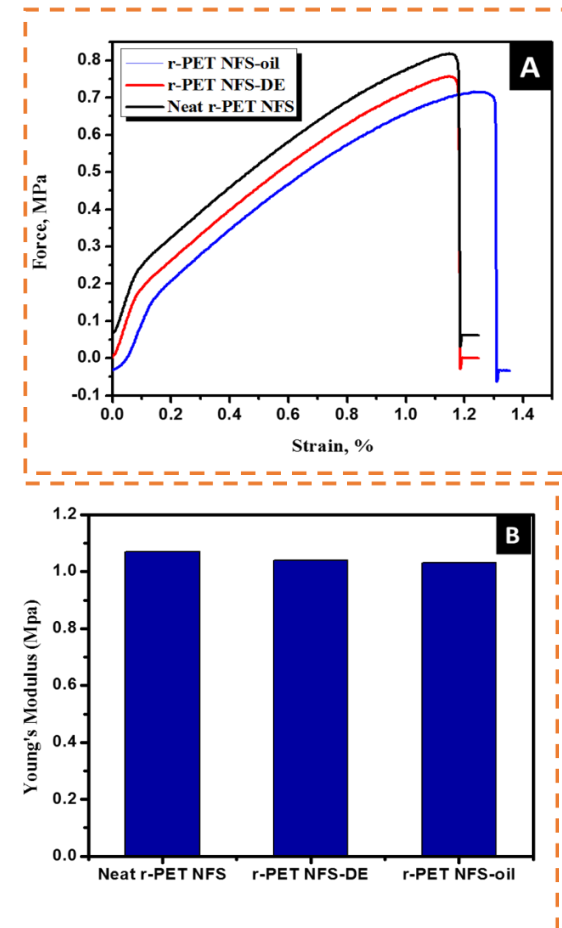 A
r-PET NFS-oil
r-PET NFS-DE
Neat r-PET NFS
Force, MPa
0.8
0.7
0.6
0.5
0.4
0.3
0.2
0.1
0.0
-0.1
0.0 0.2 0.4 0.6 0.8 1.0 1.2 1.4
Strain, %
B
Young's Modulus (Mpa)
1.2
1.0
0.8
0.6
0.4
0.2
0.0
Neat r-PET NFS r-PET NFS-DE r-PET NFS-oil